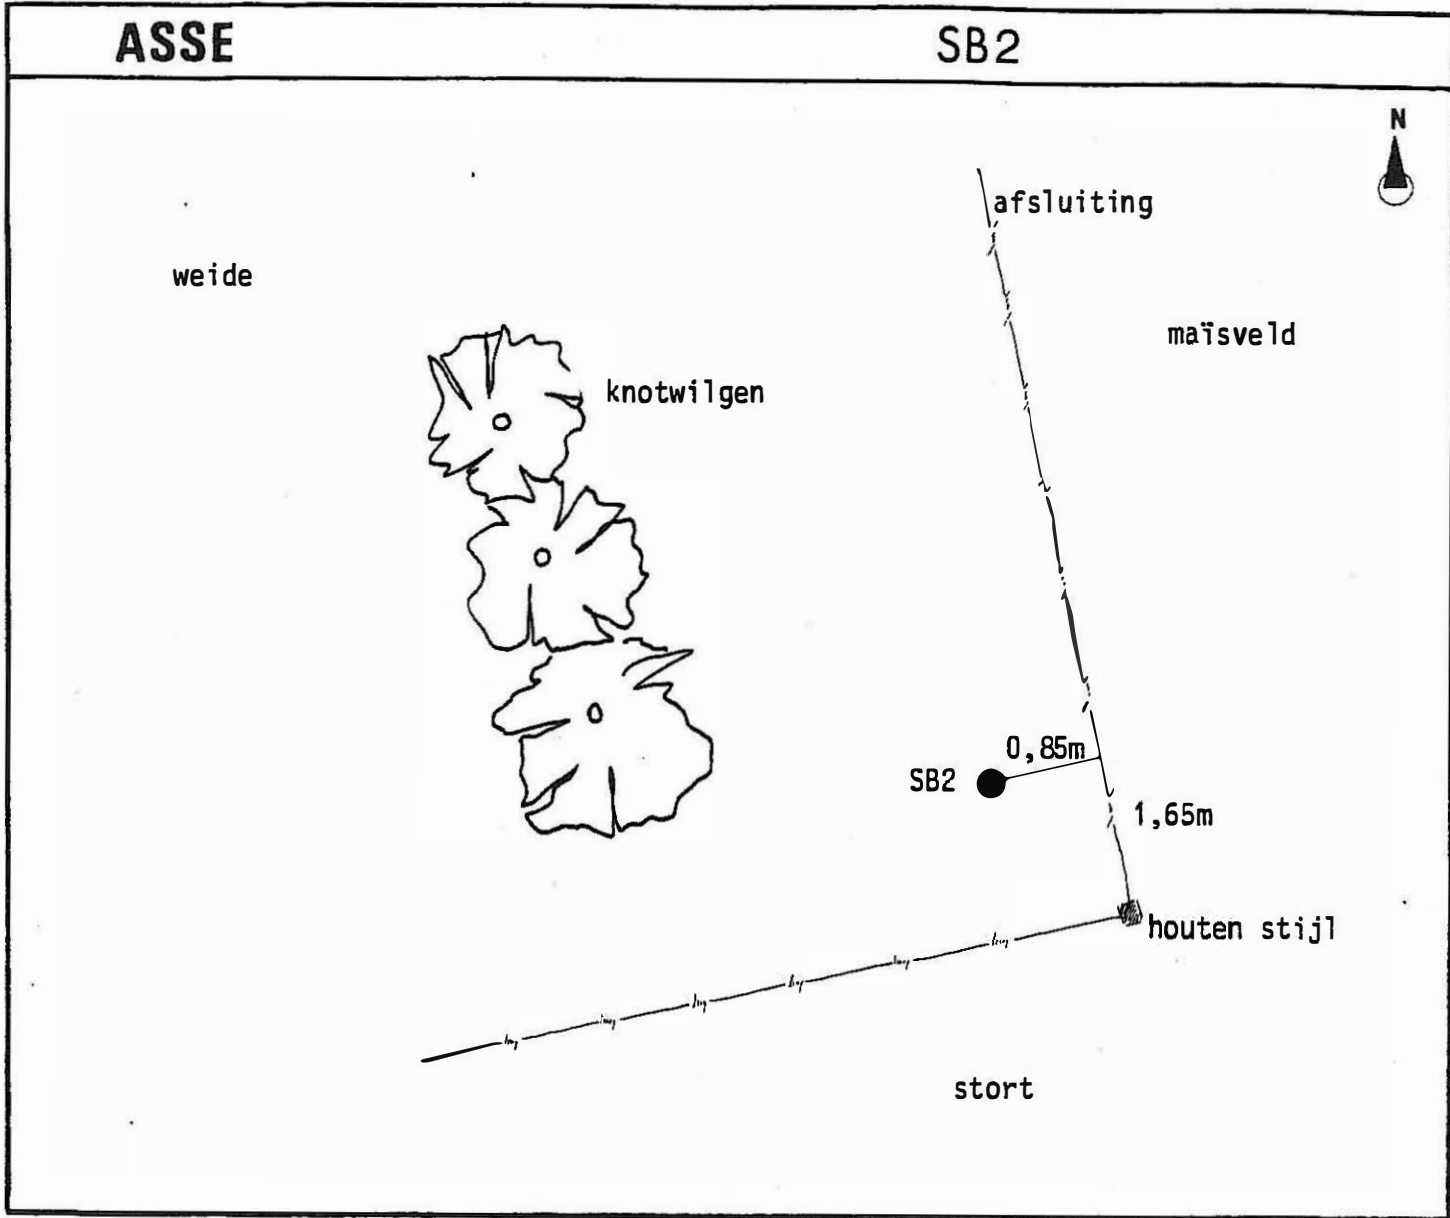 ASSE SB2
N
afsluiting
weide
maïsveld
knotwilgen
0,85m
SB2
1,65m
houten stijl
stort